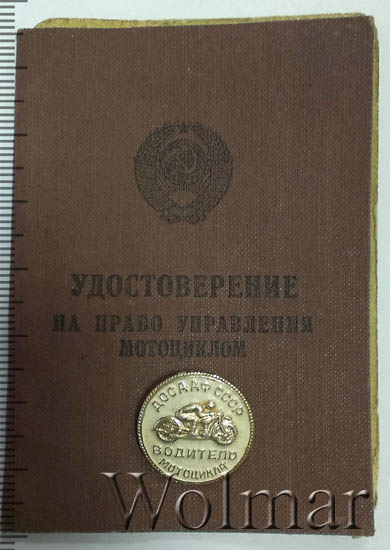 УДОСТОВЕРЕНИЕ
НА ПРАВО УПРАВЛЕНИЯ
МОТОЦИКЛОМ
ДОСААФ СССР
ВОДИТЕЛЬ
МОТОЦИКЛА
Wolmar